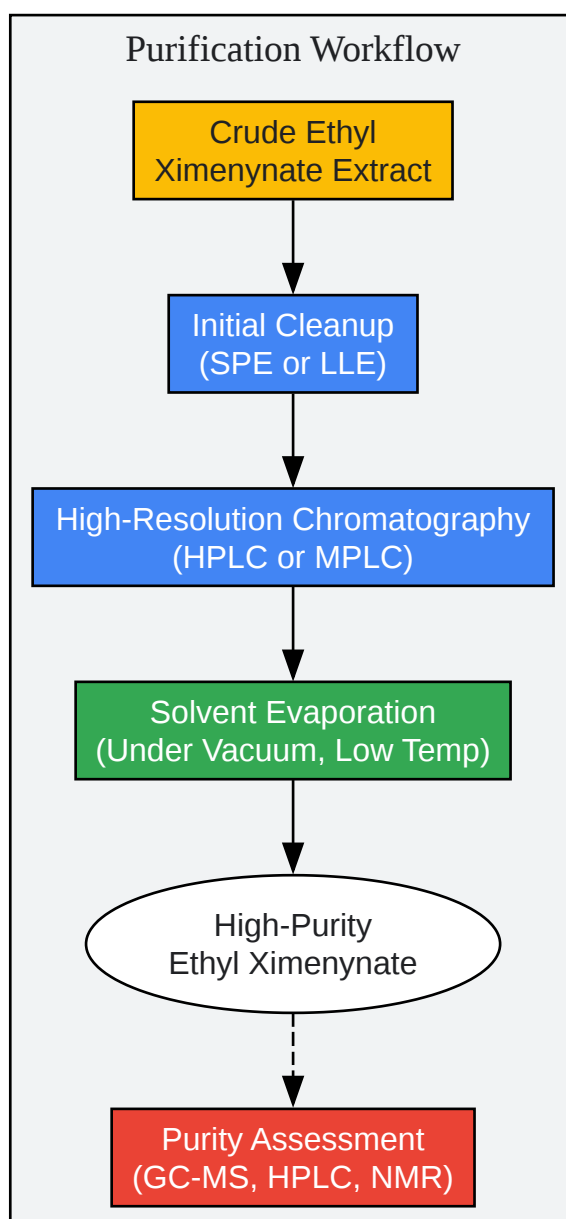 Purification Workflow
Crude Ethyl
Ximenynate Extract
Initial Cleanup
(SPE or LLE)
High-Resolution Chromatography
(HPLC or MPLC)
Solvent Evaporation
(Under Vacuum, Low Temp)
High-Purity
Ethyl Ximenynate
Purity Assessment
(GC-MS, HPLC, NMR)